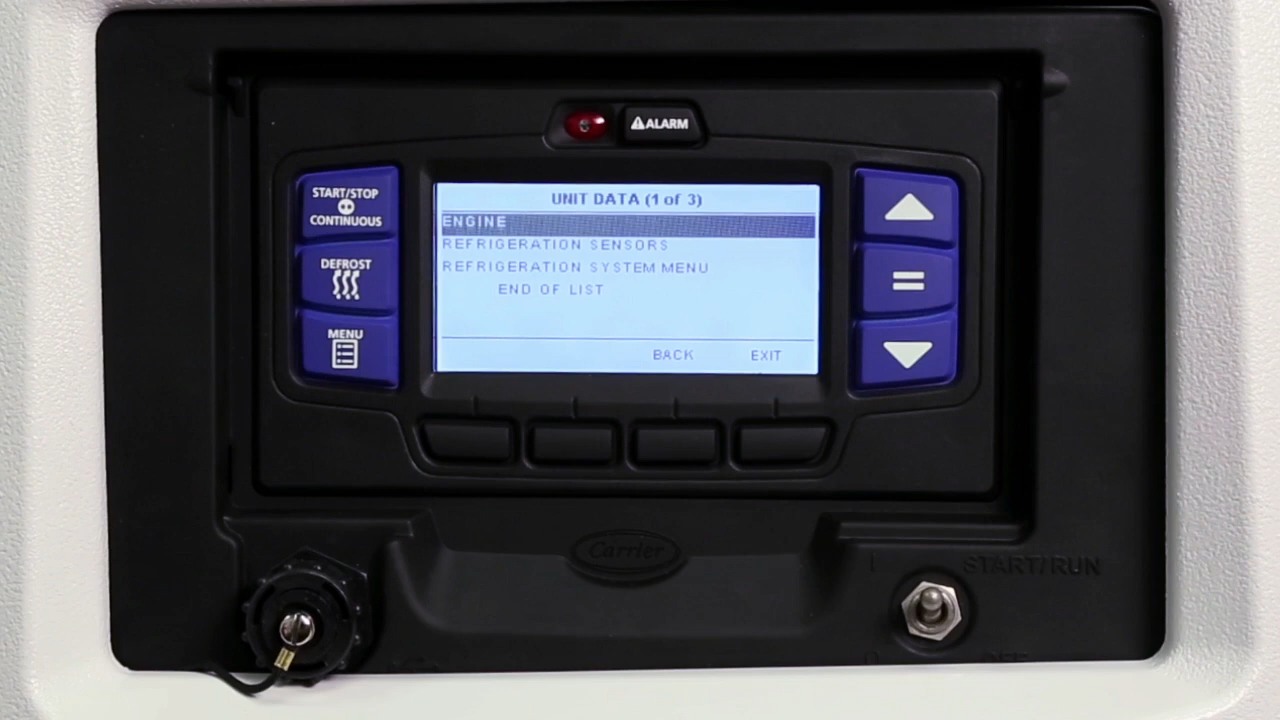 ALARM
START/STOP
CONTINUOUS
DEFROST
MENU
UNIT DATA (1 of 3)
ENGINE
REFRIGERATION SENSORS
REFRIGERATION SYSTEM MENU
END OF LIST
BACK EXIT
Carrier
I START/RUN
O OFF